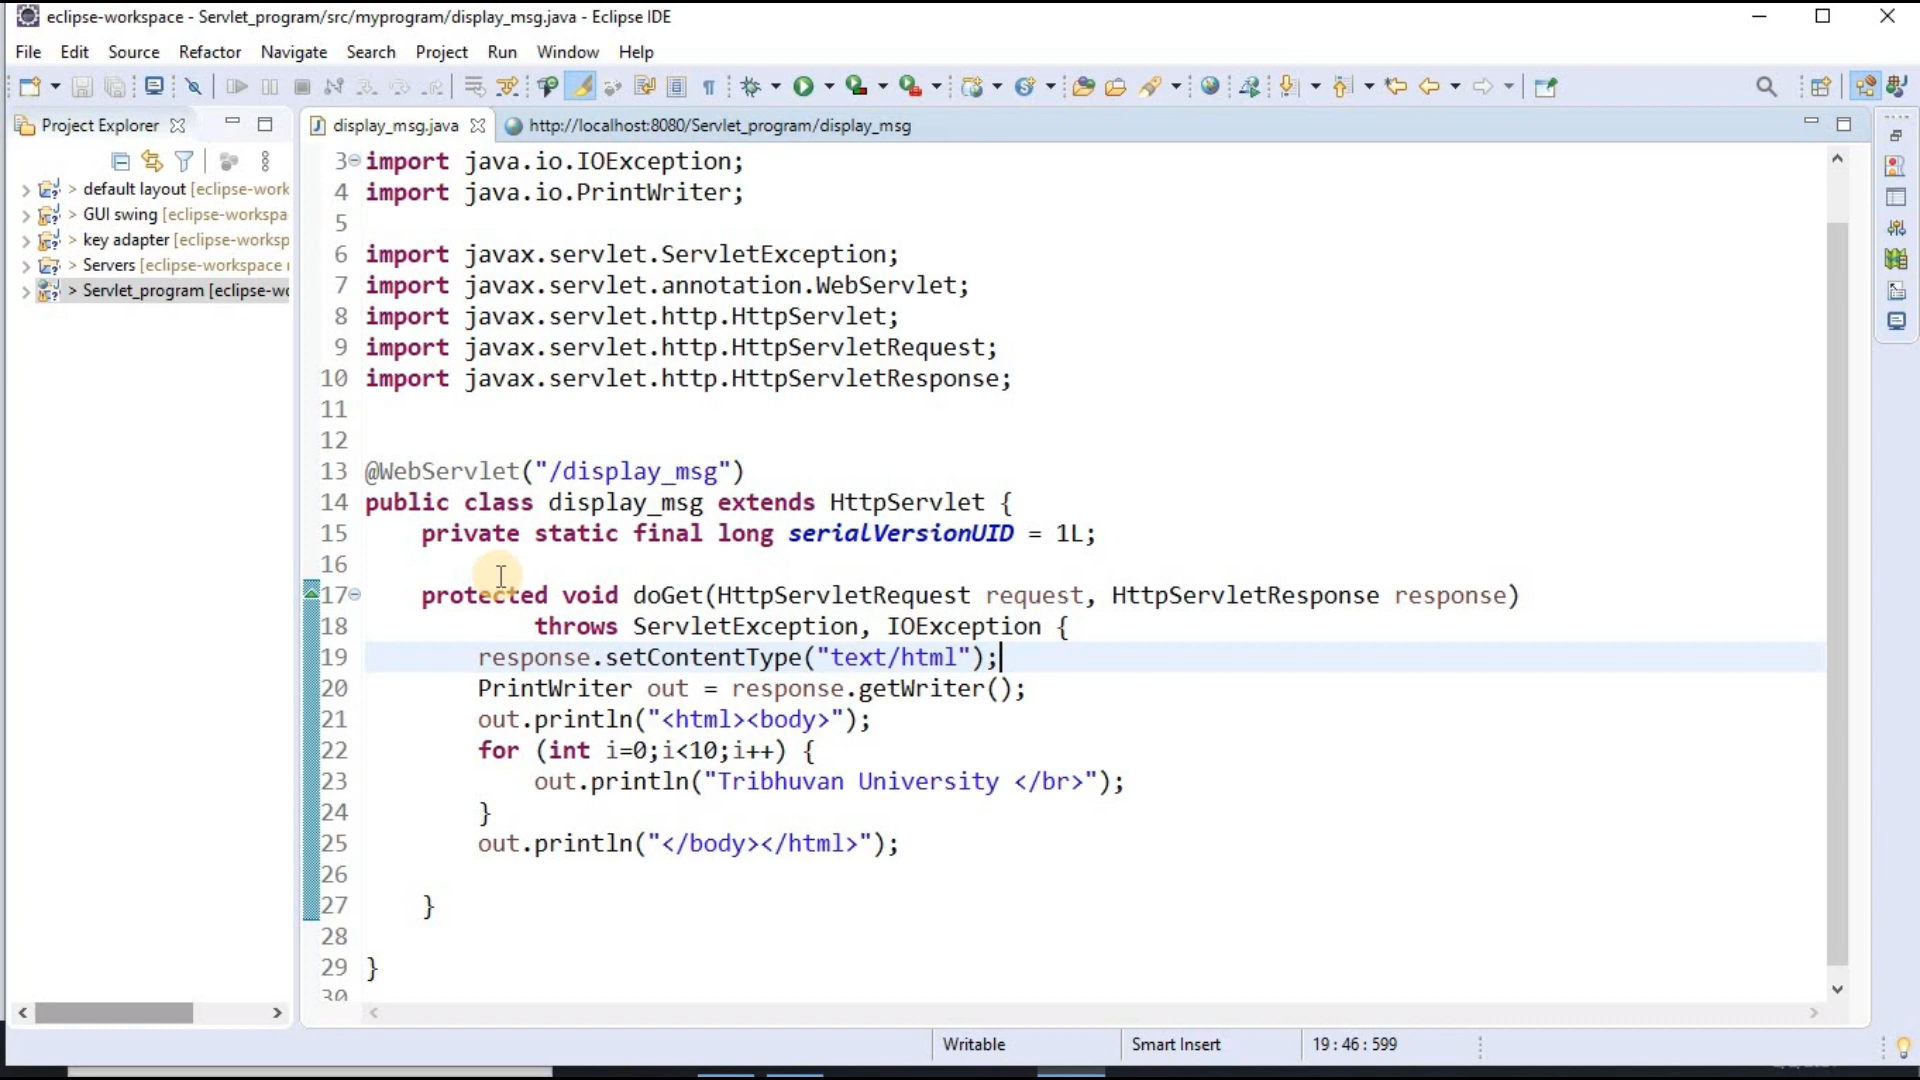 eclipse-workspace - Servlet_program/src/myprogram/display_msg.java - Eclipse IDE
File Edit Source Refactor Navigate Search Project Run Window Help
Project Explorer
display_msg.java
http://localhost:8080/Servlet_program/display_msg
> default layout [eclipse-work
> GUI swing [eclipse-workspa
> key adapter [eclipse-worksp
> Servers [eclipse-workspace
> Servlet_program [eclipse-wo
3 import java.io.IOException;
4 import java.io.PrintWriter;
5
6 import javax.servlet.ServletException;
7 import javax.servlet.annotation.WebServlet;
8 import javax.servlet.http.HttpServlet;
9 import javax.servlet.http.HttpServletRequest;
10 import javax.servlet.http.HttpServletResponse;
11
12
13 @WebServlet("/display_msg")
14 public class display_msg extends HttpServlet {
15 private static final long serialVersionUID = 1L;
16
17 protected void doGet(HttpServletRequest request, HttpServletResponse response)
18 throws ServletException, IOException {
19 response.setContentType("text/html");
20 PrintWriter out = response.getWriter();
21 out.println("<html><body>");
22 for (int i=0;i<10;i++) {
23 out.println("Tribhuvan University </br>");
24 }
25 out.println("</body></html>");
26
27 }
28
29 }
30
Writable
Smart Insert
19 : 46 : 599